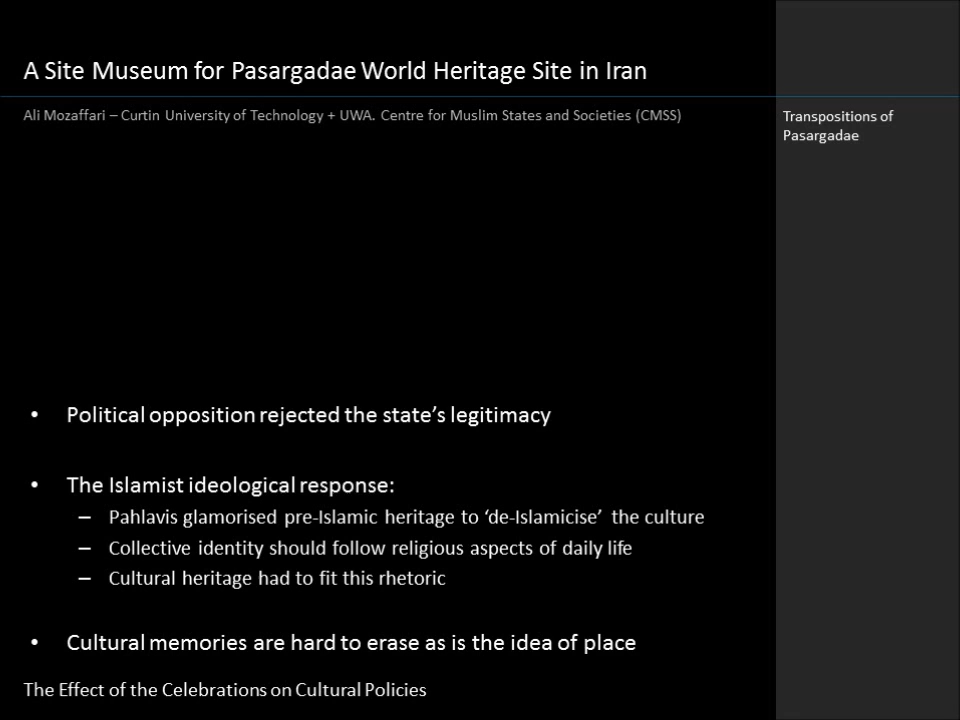 A Site Museum for Pasargadae World Heritage Site in Iran
Ali Mozaffari – Curtin University of Technology + UWA. Centre for Muslim States and Societies (CMSS)
Transpositions of
Pasargadae
• Political opposition rejected the state’s legitimacy
• The Islamist ideological response:
– Pahlavis glamorised pre-Islamic heritage to ‘de-Islamicise’ the culture
– Collective identity should follow religious aspects of daily life
– Cultural heritage had to fit this rhetoric
• Cultural memories are hard to erase as is the idea of place
The Effect of the Celebrations on Cultural Policies